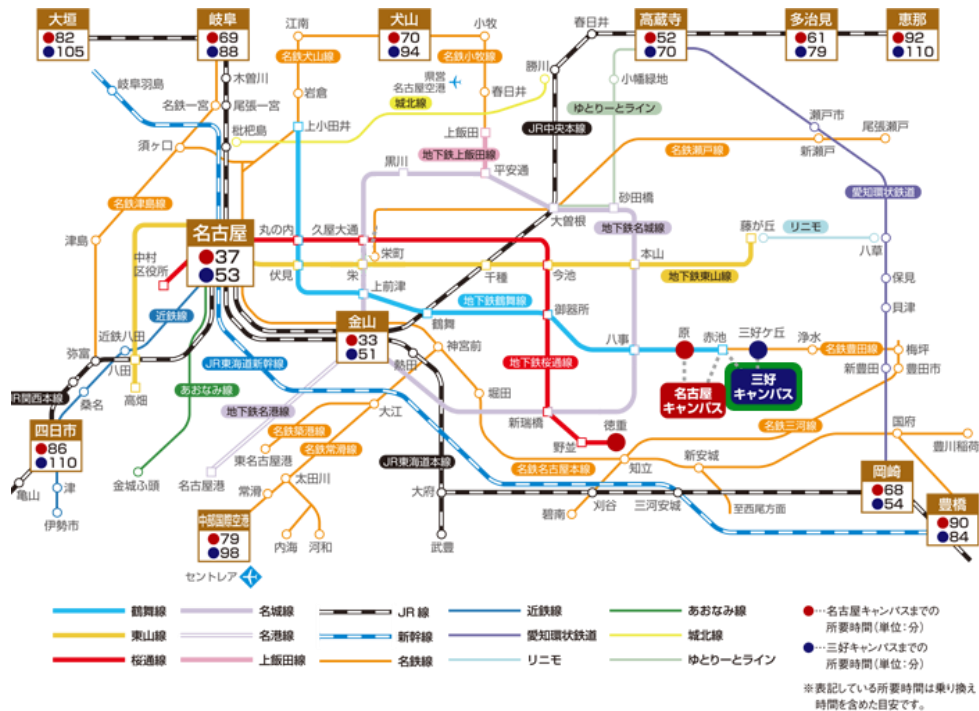 大垣
82
105
岐阜
69
88
江南
犬山
70
94
小牧
春日井
高蔵寺
52
70
多治見
61
79
恵那
92
110
名鉄犬山線
名鉄小牧線
岐阜羽島
木曽川
尾張一宮
名鉄一宮
岩倉
県営
名古屋空港
勝川
小幡緑地
枇杷島
上小田井
城北線
春日井
ゆとりーとライン
JR中央本線
瀬戸市
尾張瀬戸
須ヶ口
上飯田
地下鉄上飯田線
黒川
平安通
名鉄瀬戸線
新瀬戸
名鉄津島線
砂田橋
大曽根
愛知環状鉄道
地下鉄名城線
名古屋
37
53
丸の内
久屋大通
藤が丘
リニモ
津島
中村
区役所
伏見
栄
栄町
千種
今池
本山
八草
地下鉄東山線
保見
上前津
地下鉄鶴舞線
貝津
近鉄線
鶴舞
御器所
近鉄八田
金山
33
51
八事
原
赤池
三好ケ丘
浄水
名鉄豊田線
梅坪
弥富
八田
JR東海道新幹線
神宮前
熱田
地下鉄桜通線
新豊田
豊田市
JR関西本線
桑名
高畑
あおなみ線
名古屋
キャンパス
三好
キャンパス
堀田
地下鉄名港線
大江
新瑞橋
徳重
名鉄三河線
四日市
86
110
名鉄築港線
東名古屋港
名鉄常滑線
野並
国府
豊川稲荷
JR東海道本線
名鉄名古屋本線
知立
新安城
亀山
津
金城ふ頭
名古屋港
常滑
太田川
大府
岡崎
68
54
伊勢市
碧南
刈谷
三河安城
至西尾方面
豊橋
90
84
中部国際空港
79
98
内海
河和
武豊
セントレア
鶴舞線
名城線
JR線
近鉄線
あおなみ線
東山線
名港線
新幹線
愛知環状鉄道
城北線
桜通線
上飯田線
名鉄線
リニモ
ゆとりーとライン
…名古屋キャンパスまでの
所要時間(単位:分)
…三好キャンパスまでの
所要時間(単位:分)
※表記している所要時間は乗り換え
時間を含めた目安です。